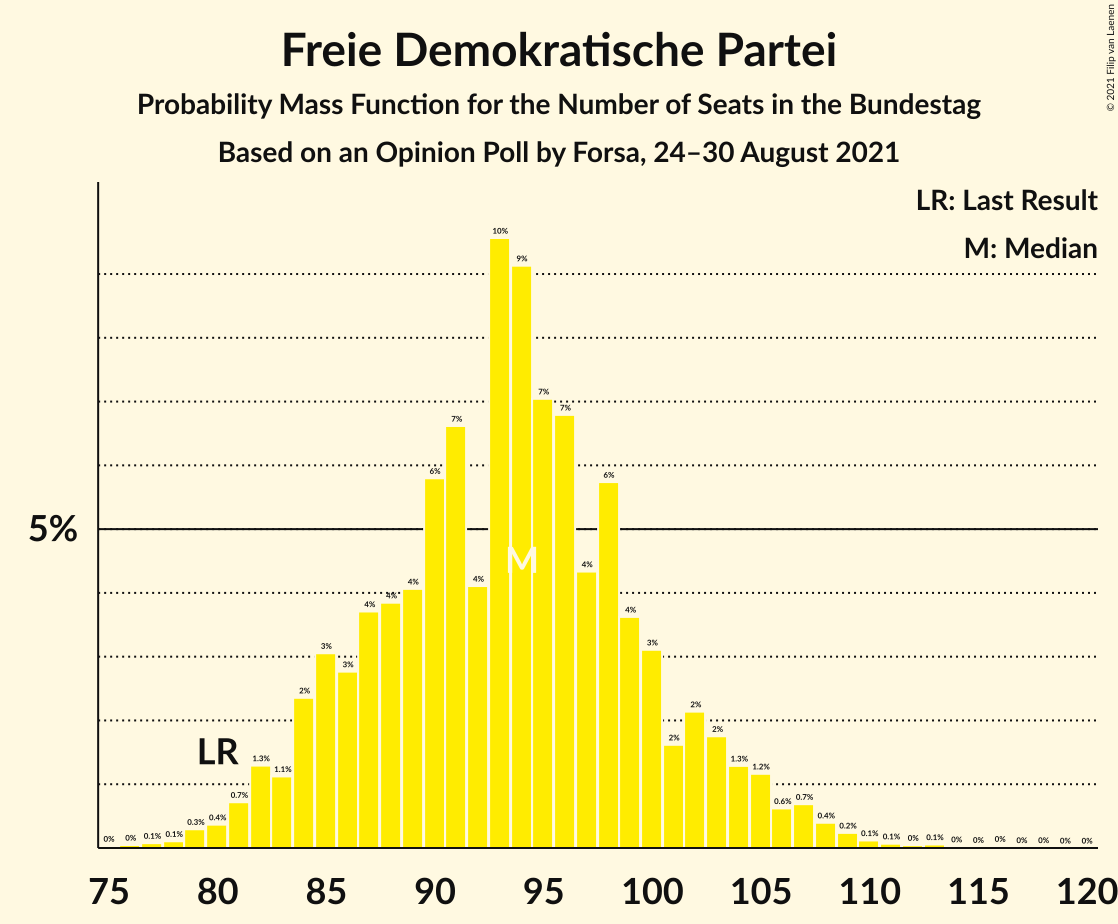 Freie Demokratische Partei
Probability Mass Function for the Number of Seats in the Bundestag
Based on an Opinion Poll by Forsa, 24–30 August 2021
© 2021 Filip van Laenen
LR: Last Result
M: Median
5%
LR
M
0% 0% 0.1% 0.1% 0.3% 0.4% 0.7% 1.3% 1.1% 2% 3% 3% 4% 4% 4% 6% 7% 4% 10% 9% 7% 7% 4% 6% 4% 3% 2% 2% 2% 1.3% 1.2% 0.6% 0.7% 0.4% 0.2% 0.1% 0.1% 0% 0.1% 0% 0% 0% 0% 0% 0% 0%
75 80 85 90 95 100 105 110 115 120